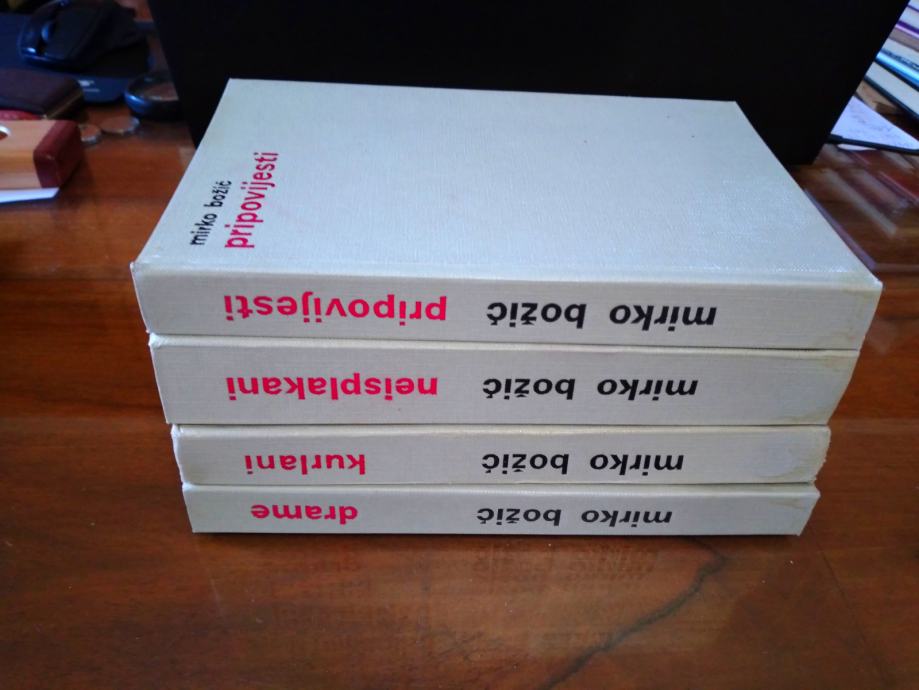 mirko božić
pripovijesti
mirko božić pripovijesti
mirko božić neisplakani
mirko božić kurlani
mirko božić drame